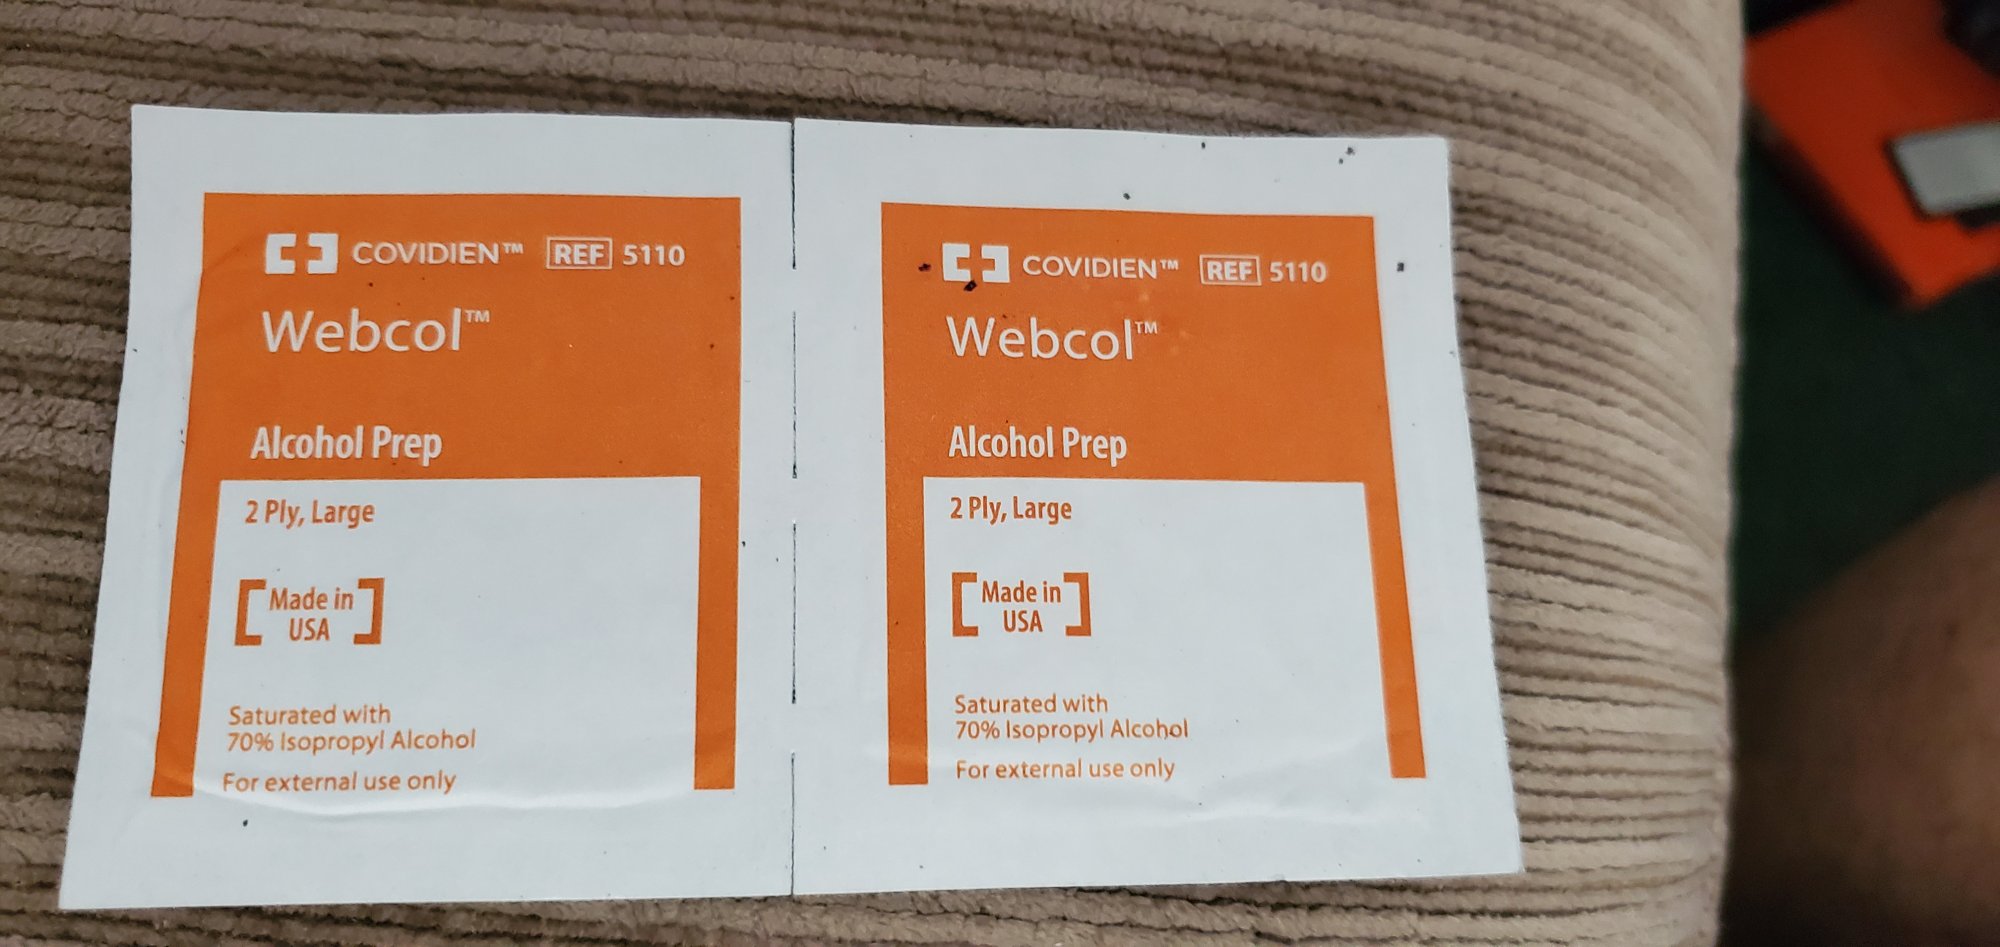 COVIDIEN™ REF 5110
Webcol™
Alcohol Prep
2 Ply, Large
Made in
USA
Saturated with
70% Isopropyl Alcohol
For external use only
COVIDIEN™ REF 5110
Webcol™
Alcohol Prep
2 Ply, Large
Made in
USA
Saturated with
70% Isopropyl Alcohol
For external use only